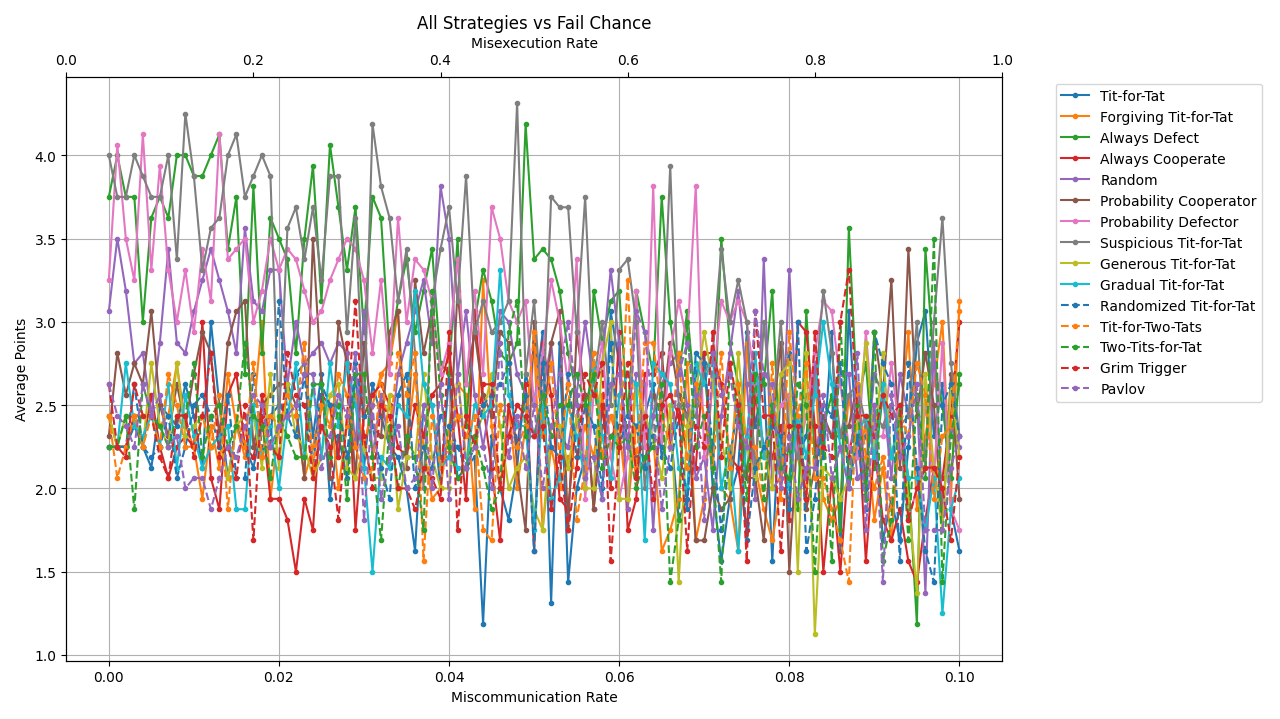 All Strategies vs Fail Chance
Misexecution Rate
0.0 0.2 0.4 0.6 0.8 1.0
Average Points
4.0
3.5
3.0
2.5
2.0
1.5
1.0
0.00 0.02 0.04 0.06 0.08 0.10
Miscommunication Rate
Tit-for-Tat
Forgiving Tit-for-Tat
Always Defect
Always Cooperate
Random
Probability Cooperator
Probability Defector
Suspicious Tit-for-Tat
Generous Tit-for-Tat
Gradual Tit-for-Tat
Randomized Tit-for-Tat
Tit-for-Two-Tats
Two-Tits-for-Tat
Grim Trigger
Pavlov